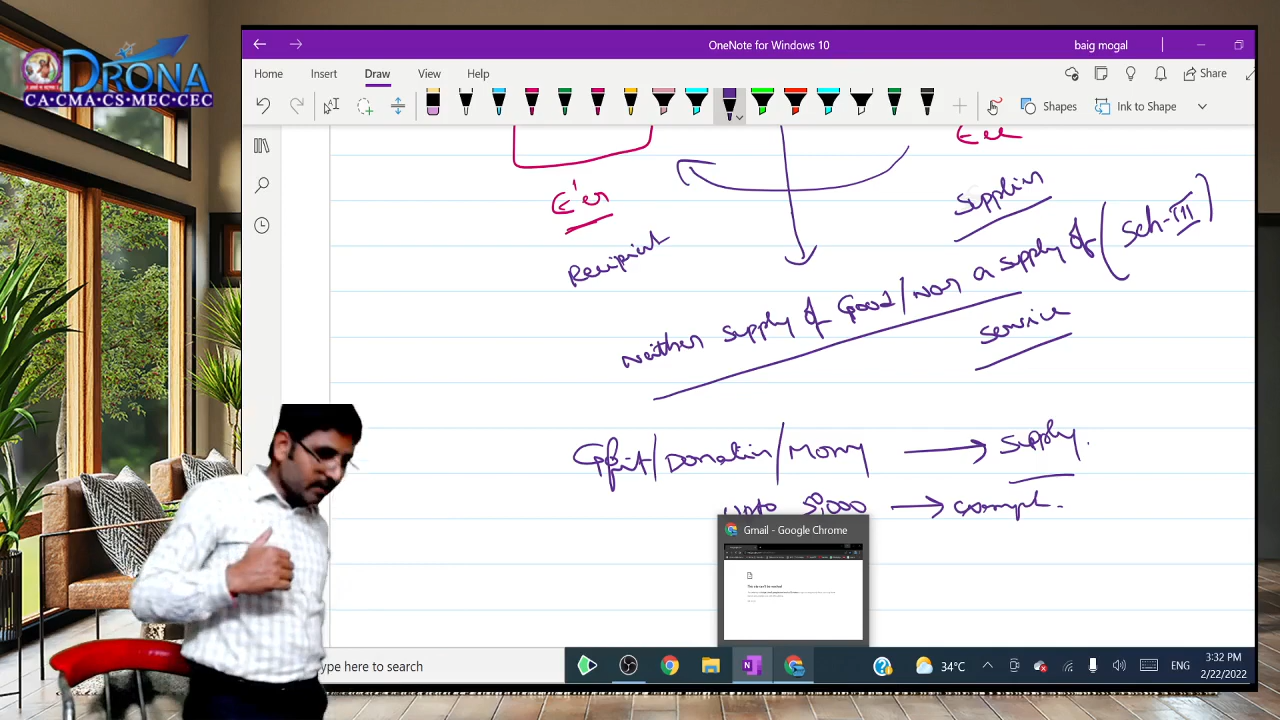 DRONA
CA-CMA-CS-MEC-CEC
OneNote for Windows 10
baig mogal
Home Insert Draw View Help
Share
Shapes
Ink to Shape
E'er
Recipient
Supplier
Neither supply of Good/Nor a supply of (Sch-III)
service
Gift/Donation/Money → supply.
upto 50,000 → exempt.
Gmail - Google Chrome
ype here to search
34°C
ENG
3:32 PM
2/22/2022